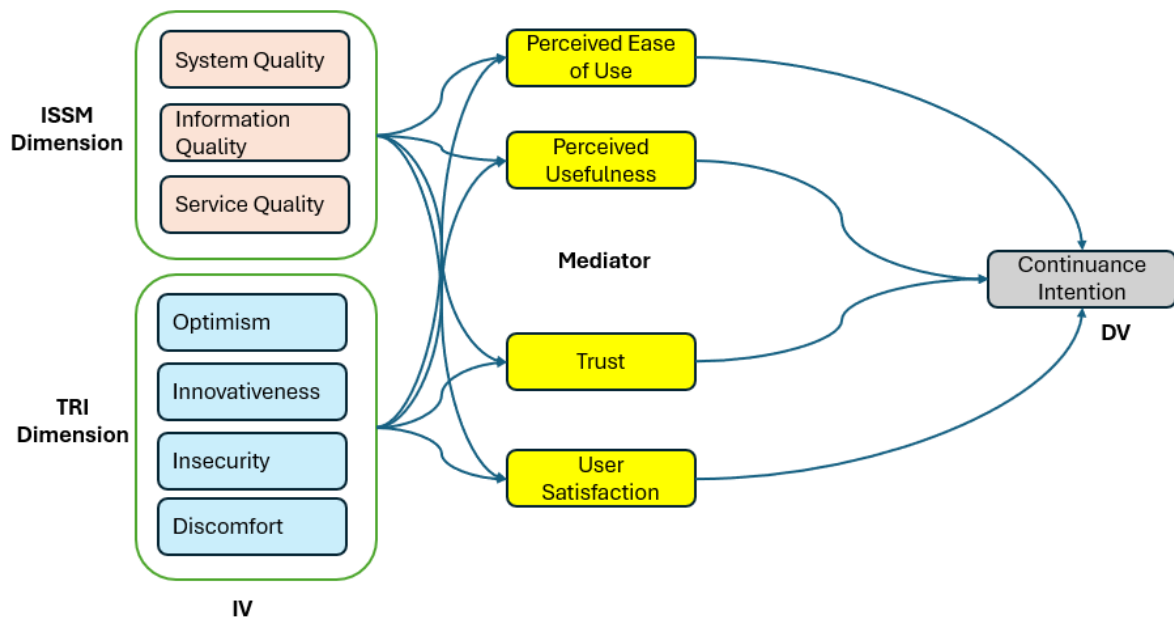 ISSM
Dimension
System Quality
Information
Quality
Service Quality
TRI
Dimension
Optimism
Innovativeness
Insecurity
Discomfort
IV
Perceived Ease
of Use
Perceived
Usefulness
Mediator
Trust
User
Satisfaction
Continuance
Intention
DV